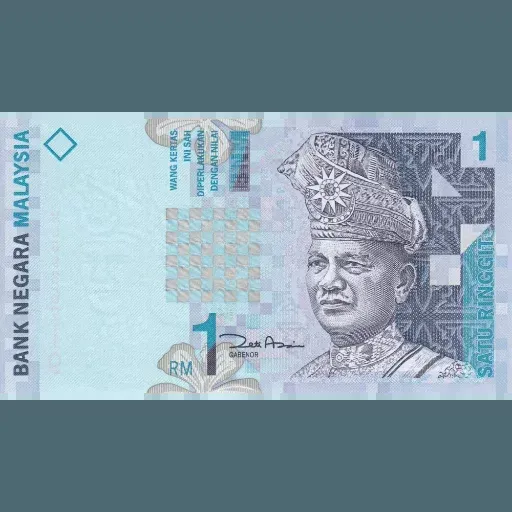 BANK NEGARA MALAYSIA
WANG KERTAS
INI SAH
DIPERLAKUKAN
DENGAN NILAI
RM 1
GABENOR
1
SATU RINGGIT